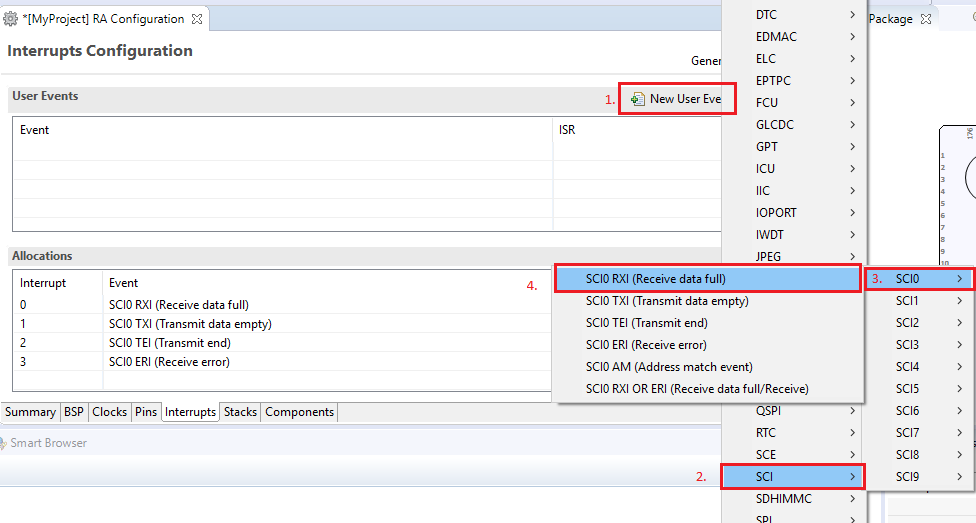 *[MyProject] RA Configuration
Package
Interrupts Configuration
User Events
1.
New User Eve
Event
ISR
Allocations
Interrupt
Event
0
SCI0 RXI (Receive data full)
1
SCI0 TXI (Transmit data empty)
2
SCI0 TEI (Transmit end)
3
SCI0 ERI (Receive error)
Summary
BSP
Clocks
Pins
Interrupts
Stacks
Components
Smart Browser
DTC
EDMAC
ELC
EPTPC
FCU
GLCDC
GPT
ICU
IIC
IOPORT
IWDT
JPEG
QSPI
RTC
SCE
2.
SCI
SDHIMMC
SPI
3.
SCI0
SCI1
SCI2
SCI3
SCI4
SCI5
SCI6
SCI7
SCI8
SCI9
4.
SCI0 RXI (Receive data full)
SCI0 TXI (Transmit data empty)
SCI0 TEI (Transmit end)
SCI0 ERI (Receive error)
SCI0 AM (Address match event)
SCI0 RXI OR ERI (Receive data full/Receive)
176
1
2
3
4
5
6
7
8
9
10